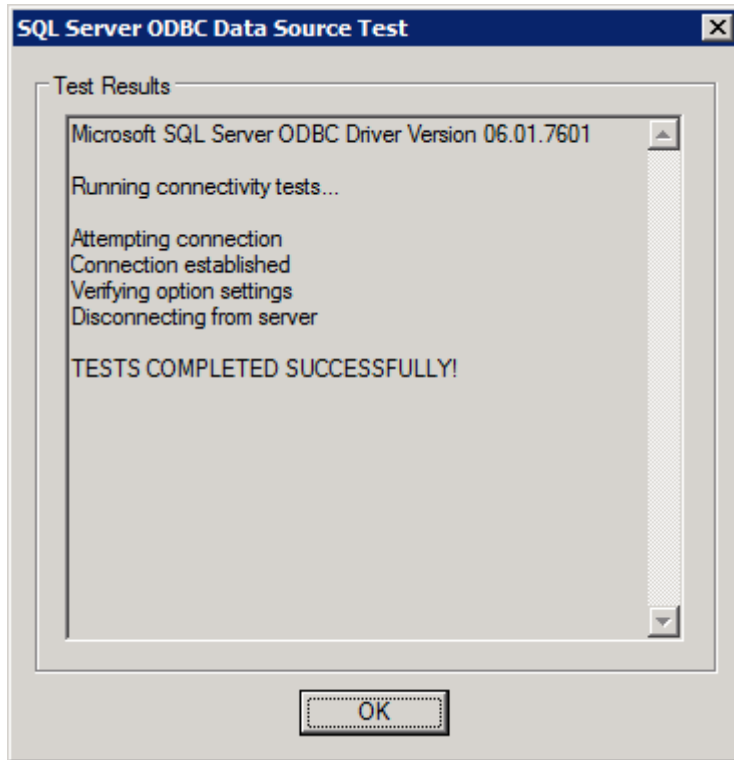 SQL Server ODBC Data Source Test
Test Results
Microsoft SQL Server ODBC Driver Version 06.01.7601
Running connectivity tests...
Attempting connection
Connection established
Verifying option settings
Disconnecting from server
TESTS COMPLETED SUCCESSFULLY!
OK